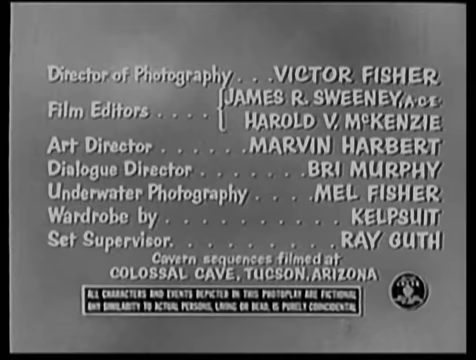 Director of Photography . . . VICTOR FISHER
Film Editors . . . . { JAMES R. SWEENEY, A.C.E.
HAROLD V. McKENZIE
Art Director . . . . . . MARVIN HARBERT
Dialogue Director . . . . . . . BRI MURPHY
Underwater Photography . . . . MEL FISHER
Wardrobe by . . . . . . . . . KELPSUIT
Set Supervisor. . . . . . . . . RAY GUTH
Cavern sequences filmed at
COLOSSAL CAVE, TUCSON, ARIZONA
ALL CHARACTERS AND EVENTS DEPICTED IN THIS PHOTOPLAY ARE FICTIONAL
ANY SIMILARITY TO ACTUAL PERSONS, LIVING OR DEAD, IS PURELY COINCIDENTAL